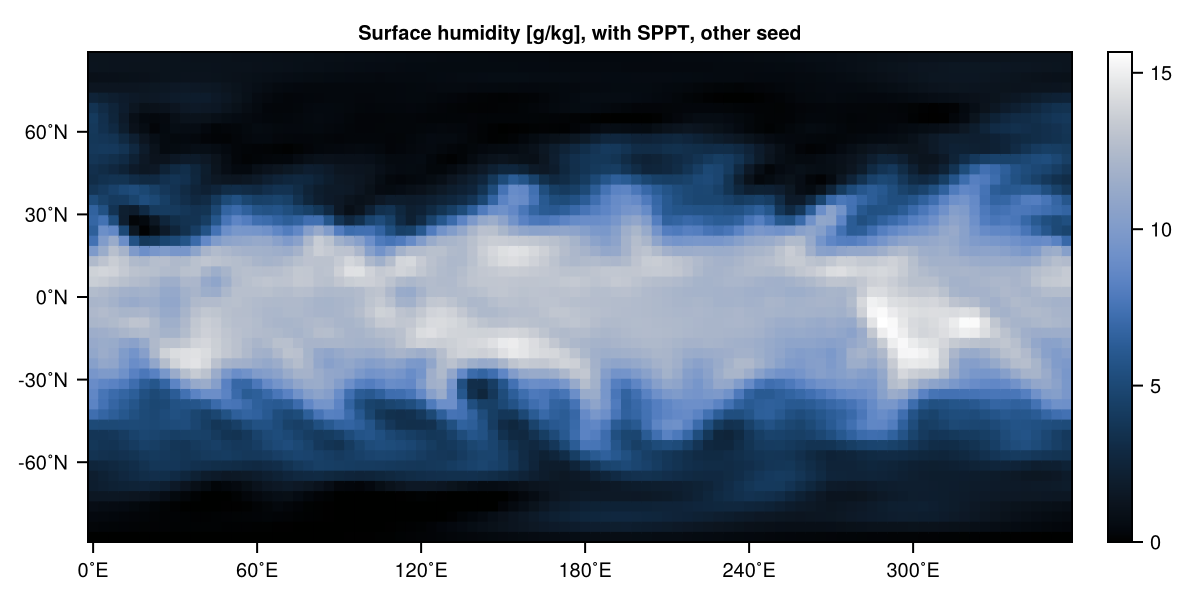 Surface humidity [g/kg], with SPPT, other seed
60˚N
30˚N
0˚N
-30˚N
-60˚N
0˚E
60˚E
120˚E
180˚E
240˚E
300˚E
15
10
5
0